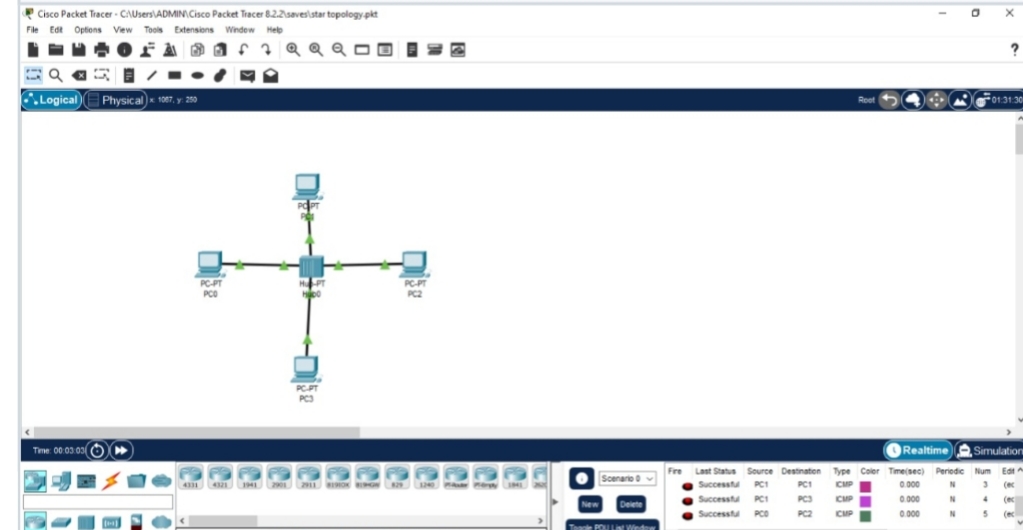 Cisco Packet Tracer - C:\Users\ADMIN\Cisco Packet Tracer 8.2.2\saves\star topology.pkt
File Edit Options View Tools Extensions Window Help
?
Logical Physical x: 1067, y: 250 Root 01:31:30
PC-PT
PC1
PC-PT
PC0
Hub-PT
Hub0
PC-PT
PC2
PC-PT
PC3
Time: 00:03:03 Realtime Simulation
4331 4321 1941 2901 2911 819IOX 819HGW 829 1240 PT-Router PT-Empty 1841
Scenario 0
New Delete
Toggle PDU List Window
Fire Last Status Source Destination Type Color Time(sec) Periodic Num Edit
Successful PC1 PC1 ICMP 0.000 N 3
Successful PC1 PC3 ICMP 0.000 N 4
Successful PC0 PC2 ICMP 0.000 N 5